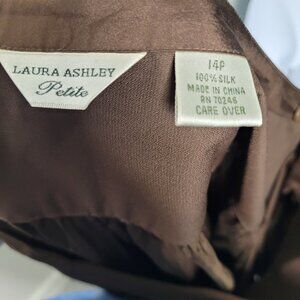 LAURA ASHLEY
Petite
14P
100% SILK
MADE IN CHINA
RN 70246
CARE OVER